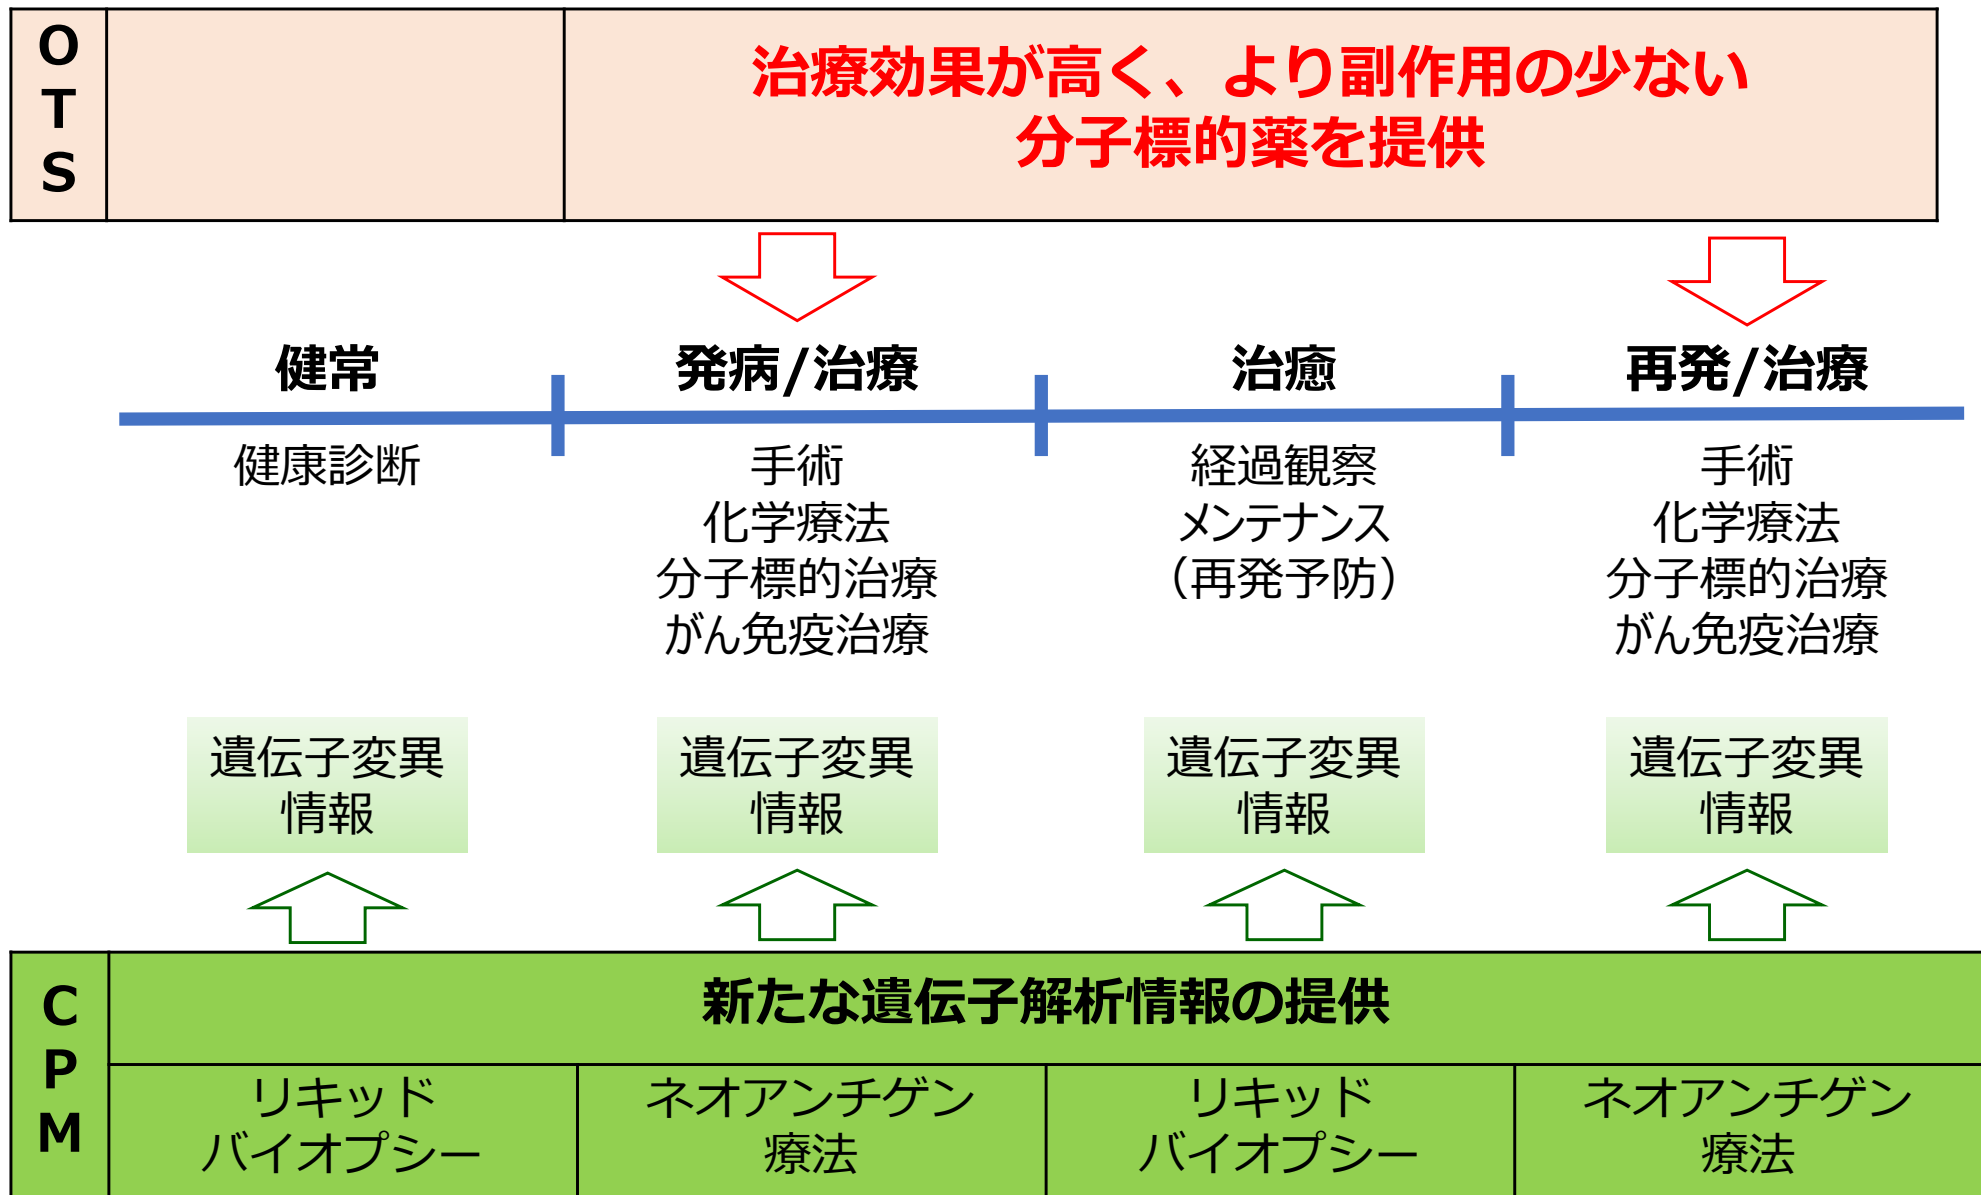 OTS
治療効果が高く、より副作用の少ない
分子標的薬を提供
健常
発病/治療
治癒
再発/治療
健康診断
手術
化学療法
分子標的治療
がん免疫治療
経過観察
メンテナンス
（再発予防）
手術
化学療法
分子標的治療
がん免疫治療
遺伝子変異
情報
遺伝子変異
情報
遺伝子変異
情報
遺伝子変異
情報
CPM
新たな遺伝子解析情報の提供
リキッド
バイオプシー
ネオアンチゲン
療法
リキッド
バイオプシー
ネオアンチゲン
療法